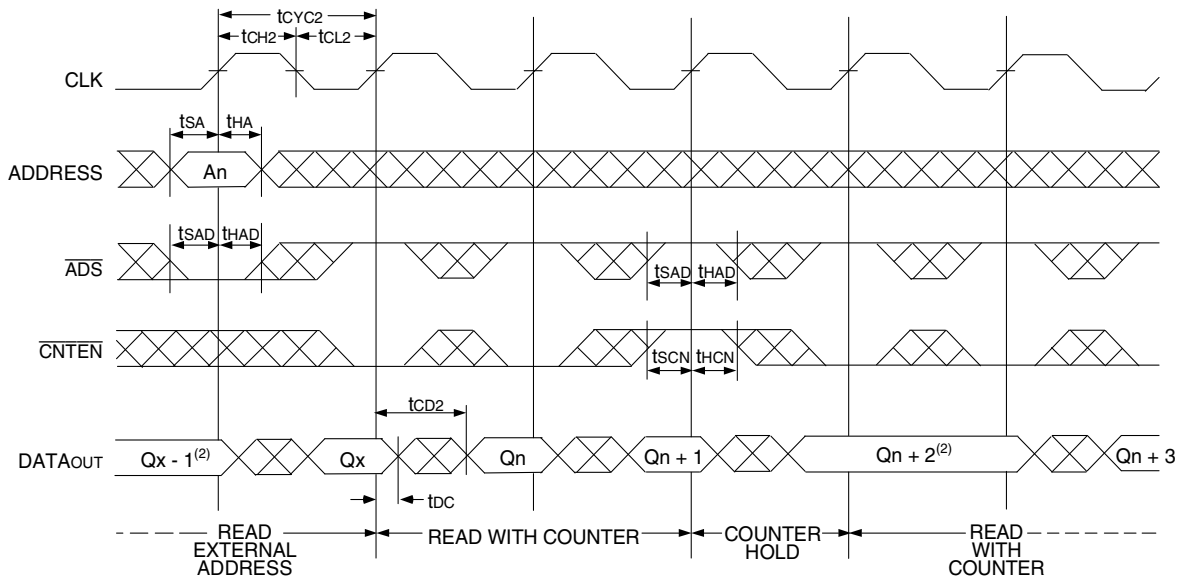 tCYC2
tCH2 tCL2
CLK
tSA tHA
ADDRESS An
tSAD tHAD
ADS tSAD tHAD
CNTEN tSCN tHCN
tCD2
DATAOUT Qx - 1(2) Qx Qn Qn + 1 Qn + 2(2) Qn + 3
tDC
READ EXTERNAL ADDRESS
READ WITH COUNTER
COUNTER HOLD
READ WITH COUNTER